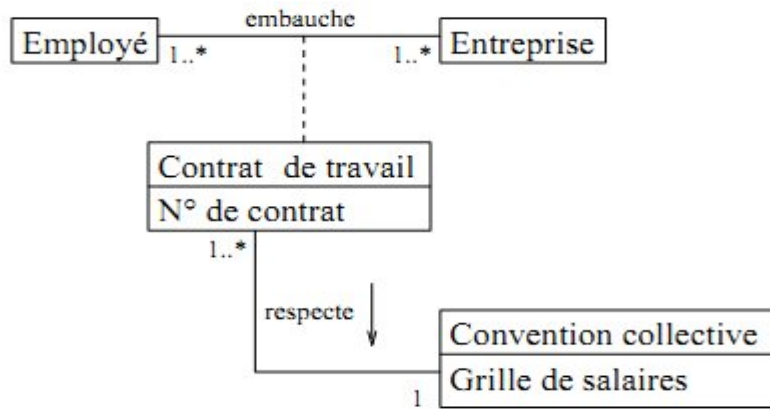 embauche
Employé
1..*
1..*
Entreprise
Contrat de travail
N° de contrat
1..*
respecte
Convention collective
Grille de salaires
1